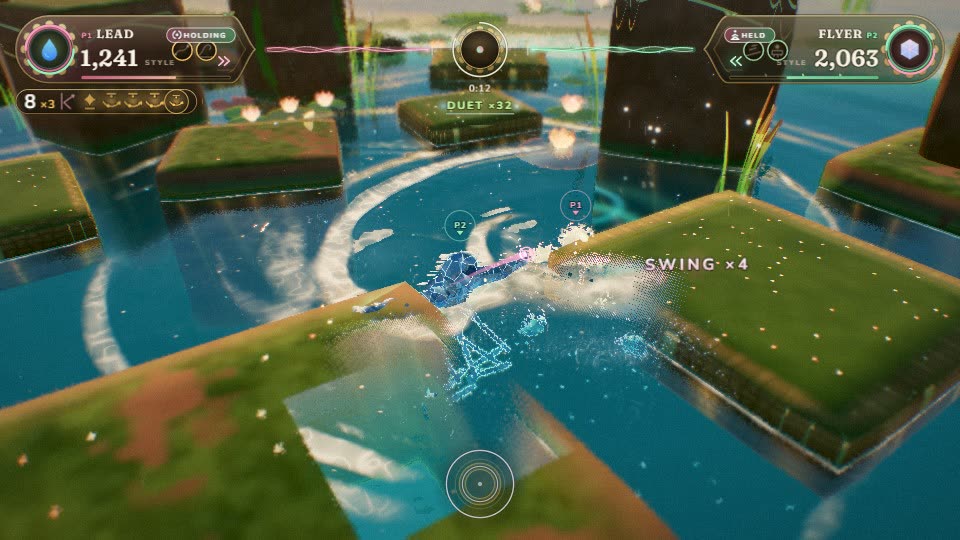 P1 LEAD
HOLDING
1,241 STYLE
8 x3
0:12
DUET ×32
HELD
FLYER P2
STYLE 2,063
P2
P1
SWING ×4